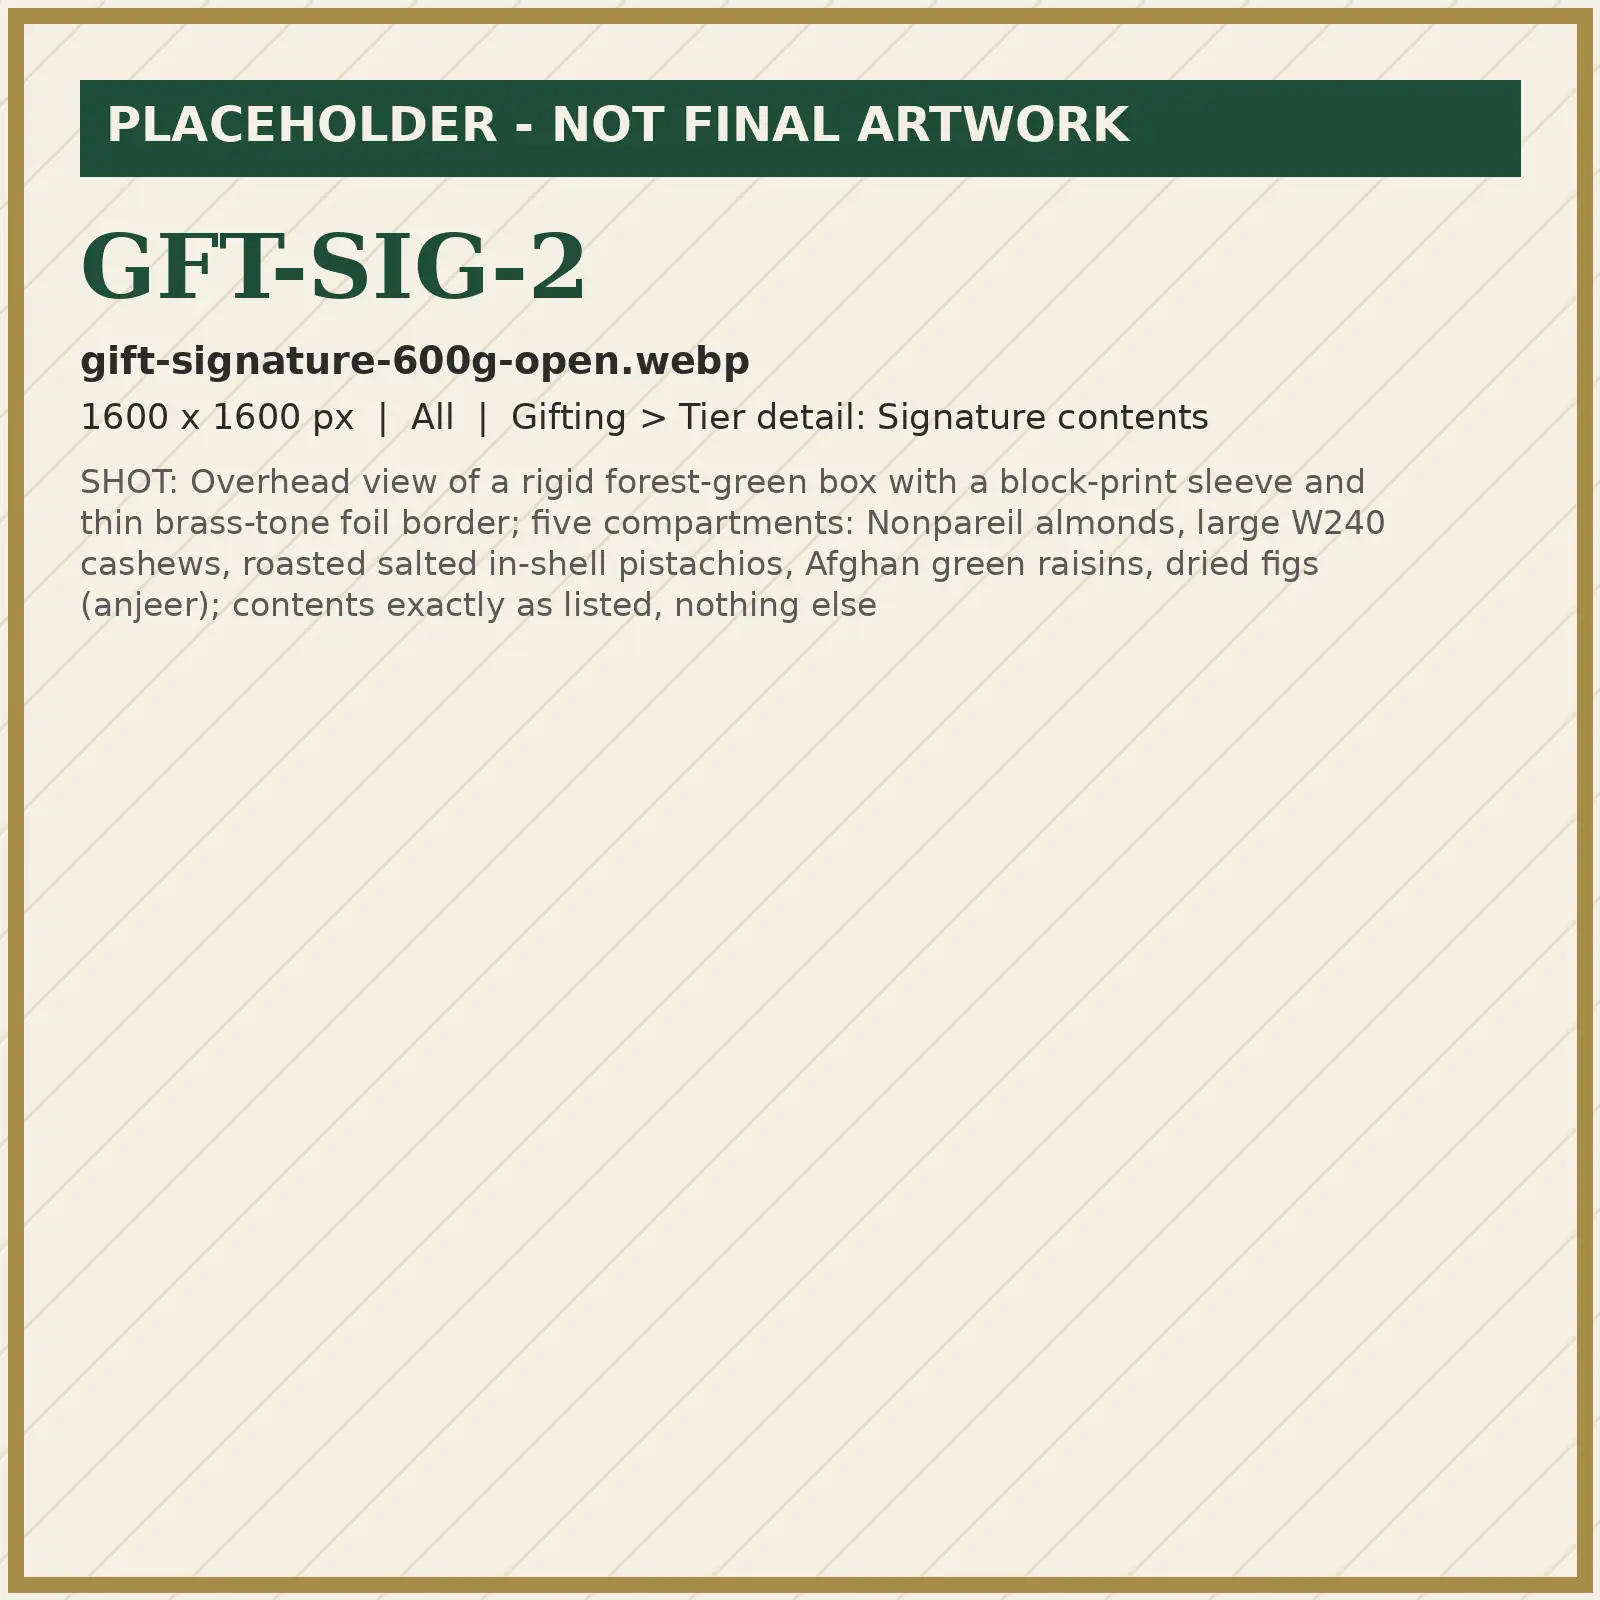 PLACEHOLDER - NOT FINAL ARTWORK
GFT-SIG-2
gift-signature-600g-open.webp
1600 x 1600 px | All | Gifting > Tier detail: Signature contents
SHOT: Overhead view of a rigid forest-green box with a block-print sleeve and
thin brass-tone foil border; five compartments: Nonpareil almonds, large W240
cashews, roasted salted in-shell pistachios, Afghan green raisins, dried figs
(anjeer); contents exactly as listed, nothing else